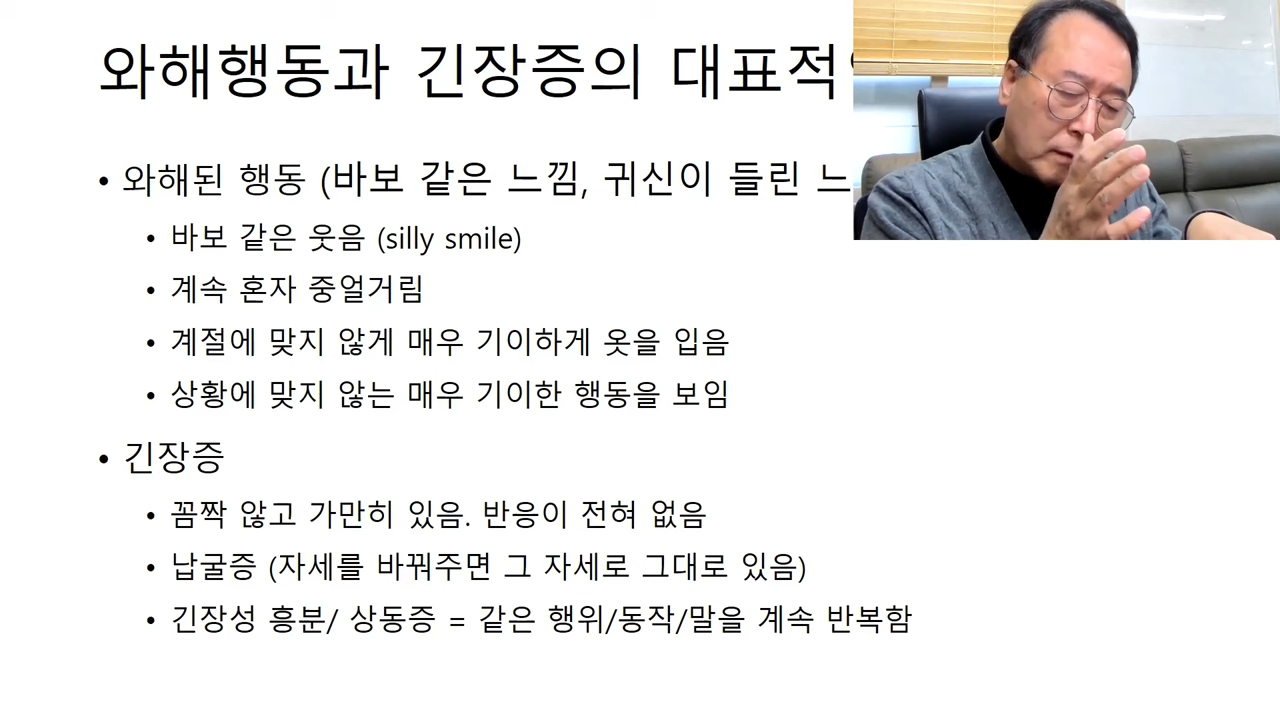 와해행동과 긴장증의 대표적
• 와해된 행동 (바보 같은 느낌, 귀신이 들린 느
• 바보 같은 웃음 (silly smile)
• 계속 혼자 중얼거림
• 계절에 맞지 않게 매우 기이하게 옷을 입음
• 상황에 맞지 않는 매우 기이한 행동을 보임
• 긴장증
• 꼼짝 않고 가만히 있음. 반응이 전혀 없음
• 납굴증 (자세를 바꿔주면 그 자세로 그대로 있음)
• 긴장성 흥분/ 상동증 = 같은 행위/동작/말을 계속 반복함